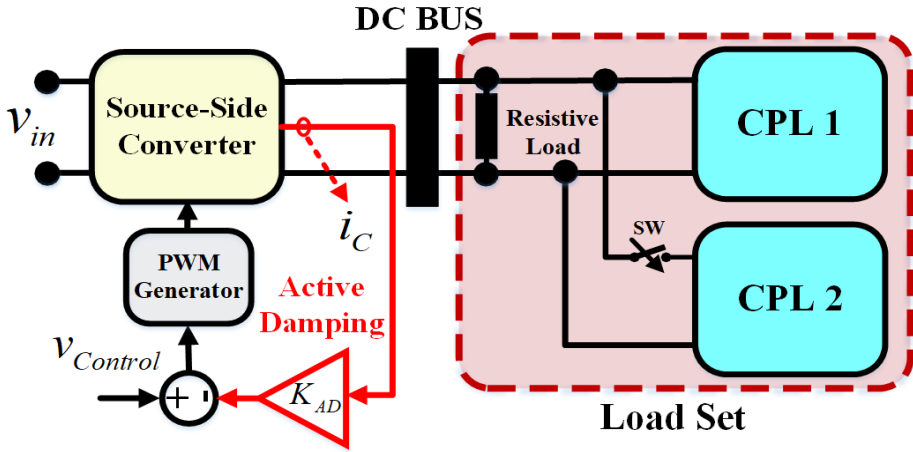 DC BUS
v_in
Source-Side
Converter
Resistive
Load
CPL 1
i_C
SW
PWM
Generator
Active
Damping
CPL 2
v_Control
+
-
K_AD
Load Set